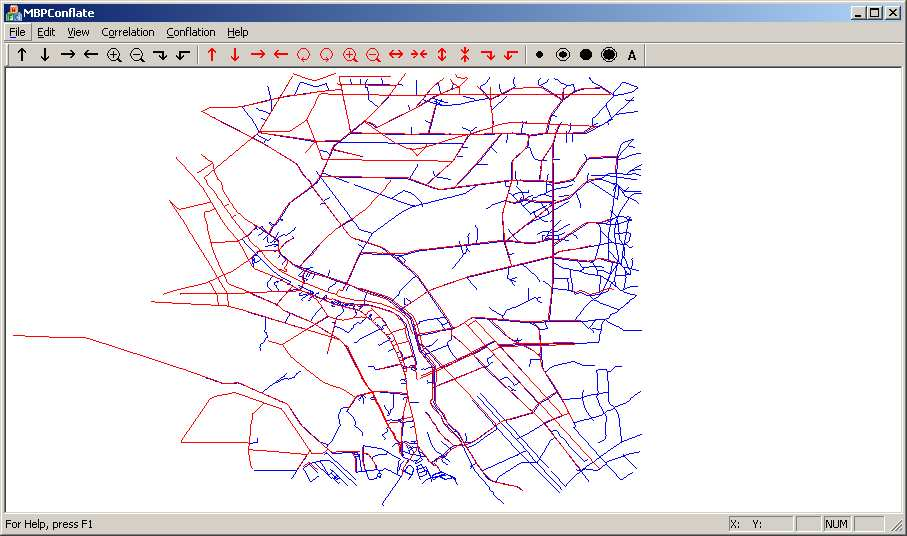 MBPConflate
File Edit View Correlation Conflation Help
A
For Help, press F1
X: Y: NUM